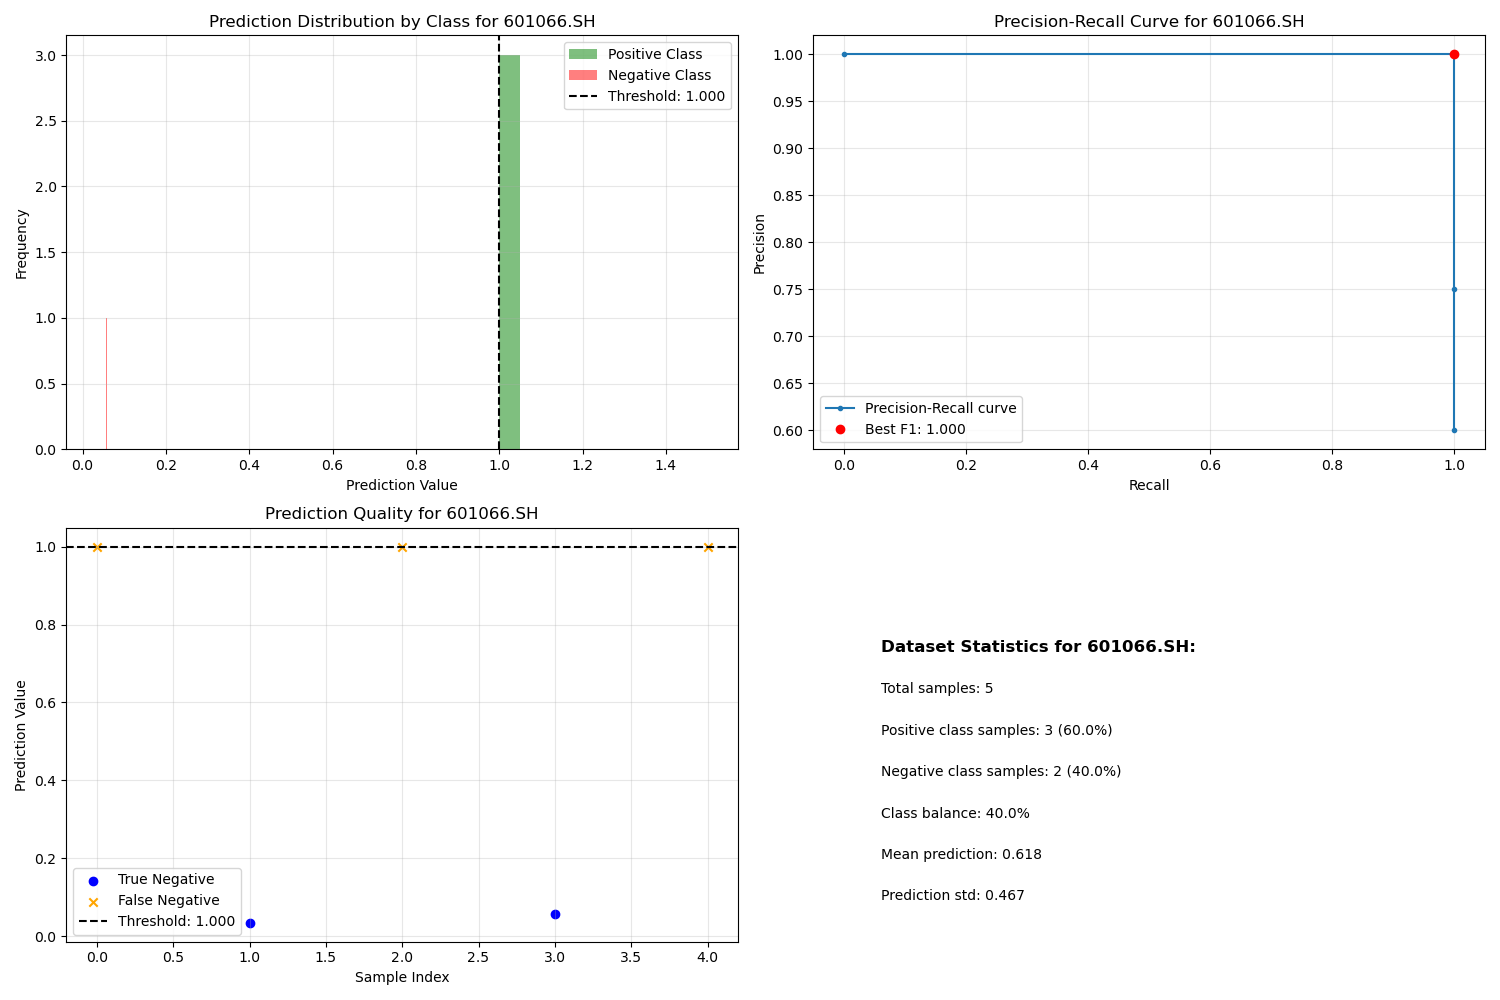 Prediction Distribution by Class for 601066.SH
3.0
2.5
2.0
1.5
1.0
0.5
0.0
Frequency
Positive Class
Negative Class
Threshold: 1.000
0.0 0.2 0.4 0.6 0.8 1.0 1.2 1.4
Prediction Value
Precision-Recall Curve for 601066.SH
1.00
0.95
0.90
0.85
0.80
0.75
0.70
0.65
0.60
Precision
Precision-Recall curve
Best F1: 1.000
0.0 0.2 0.4 0.6 0.8 1.0
Recall
Prediction Quality for 601066.SH
1.0
0.8
0.6
0.4
0.2
0.0
Prediction Value
True Negative
False Negative
Threshold: 1.000
0.0 0.5 1.0 1.5 2.0 2.5 3.0 3.5 4.0
Sample Index
Dataset Statistics for 601066.SH:
Total samples: 5
Positive class samples: 3 (60.0%)
Negative class samples: 2 (40.0%)
Class balance: 40.0%
Mean prediction: 0.618
Prediction std: 0.467